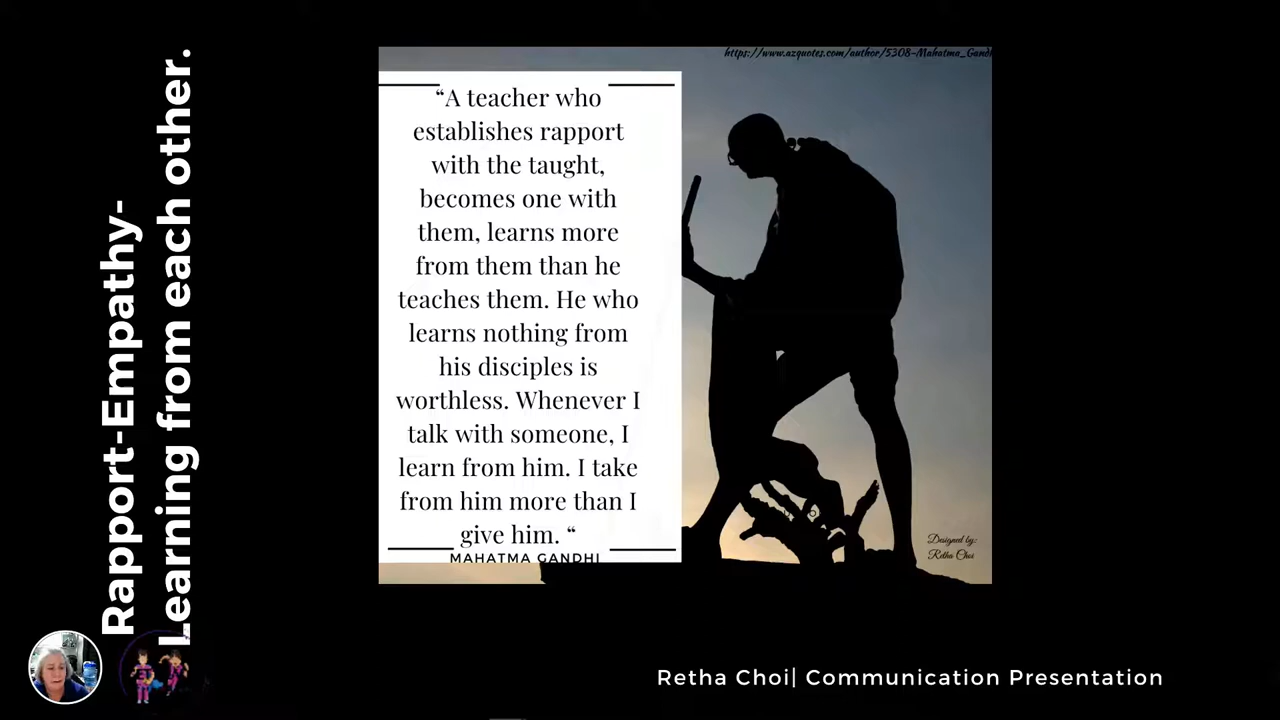 Rapport-Empathy-
Learning from each other.
https://www.azquotes.com/author/5308-Mahatma_Gandh
“A teacher who
establishes rapport
with the taught,
becomes one with
them, learns more
from them than he
teaches them. He who
learns nothing from
his disciples is
worthless. Whenever I
talk with someone, I
learn from him. I take
from him more than I
give him. “
MAHATMA GANDHI
Designed by:
Retha Choi
Retha Choi| Communication Presentation